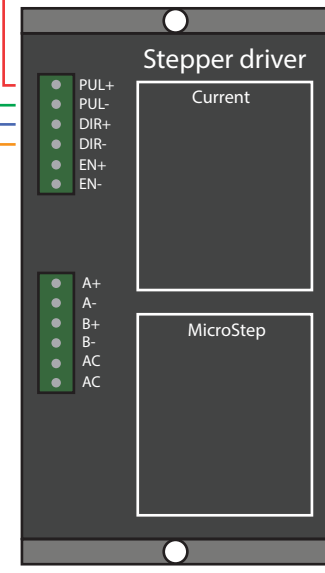 Stepper driver
PUL+
PUL-
DIR+
DIR-
EN+
EN-
Current
A+
A-
B+
B-
AC
AC
MicroStep